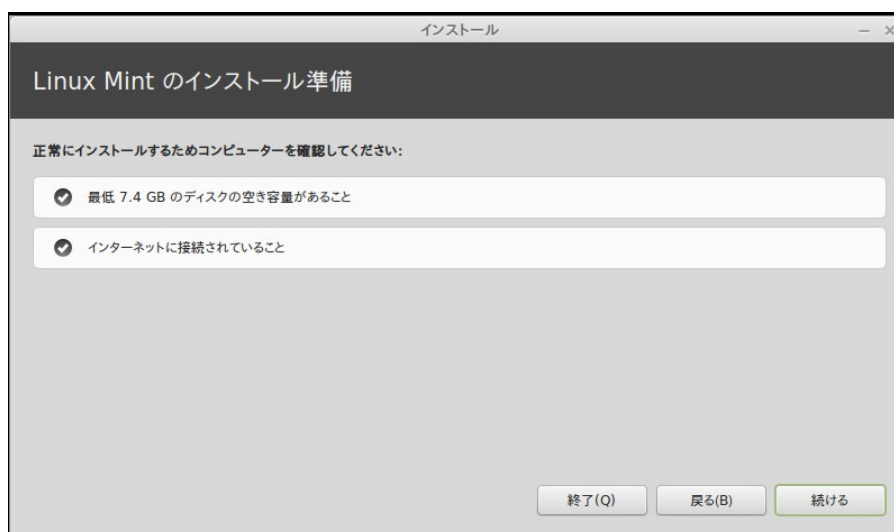 インストール
Linux Mint のインストール準備
正常にインストールするためコンピューターを確認してください:
最低 7.4 GB のディスクの空き容量があること
インターネットに接続されていること
終了(Q) 戻る(B) 続ける